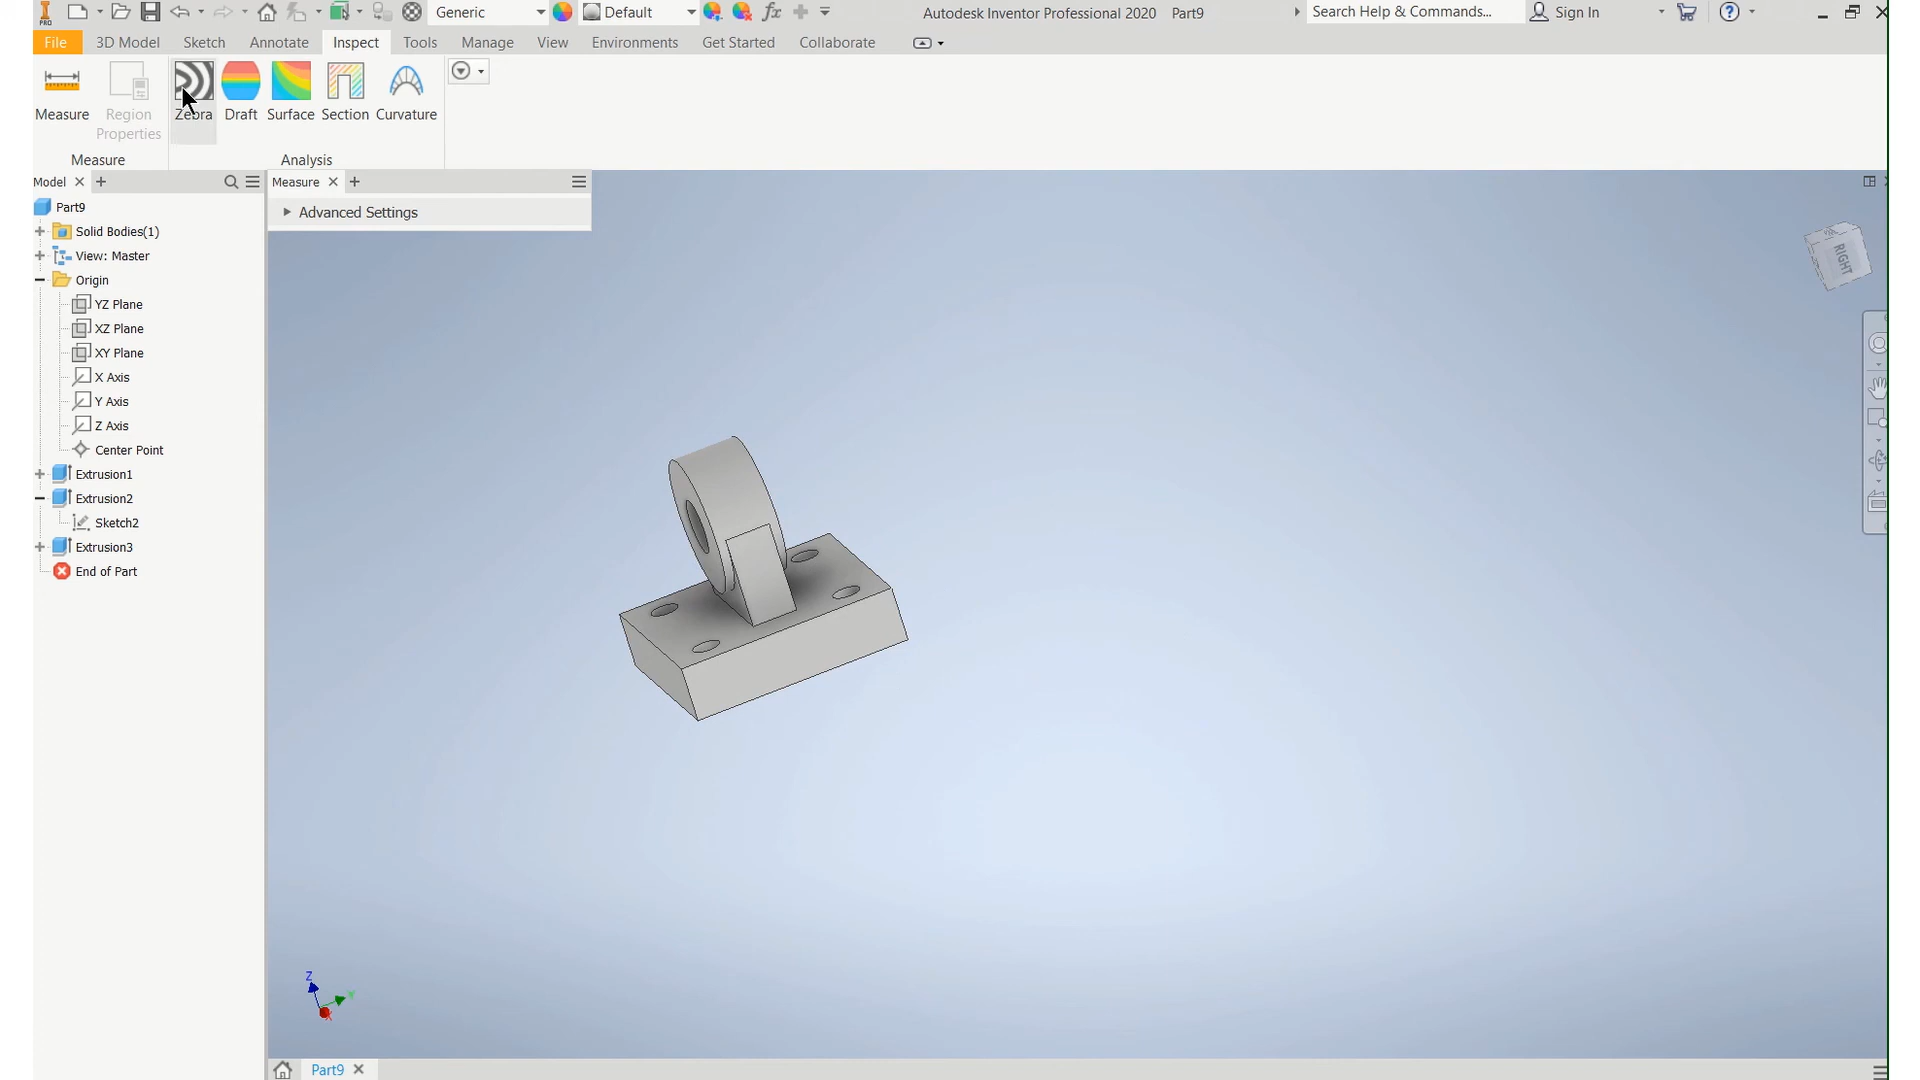 PRO
Generic
Default
fx
Autodesk Inventor Professional 2020 Part9
Search Help & Commands...
Sign In
File
3D Model
Sketch
Annotate
Inspect
Tools
Manage
View
Environments
Get Started
Collaborate
Measure
Region Properties
Zebra
Draft
Surface
Section
Curvature
Measure
Analysis
Model
Measure
Advanced Settings
Part9
Solid Bodies(1)
View: Master
Origin
YZ Plane
XZ Plane
XY Plane
X Axis
Y Axis
Z Axis
Center Point
Extrusion1
Extrusion2
Sketch2
Extrusion3
End of Part
RIGHT
Z
Part9